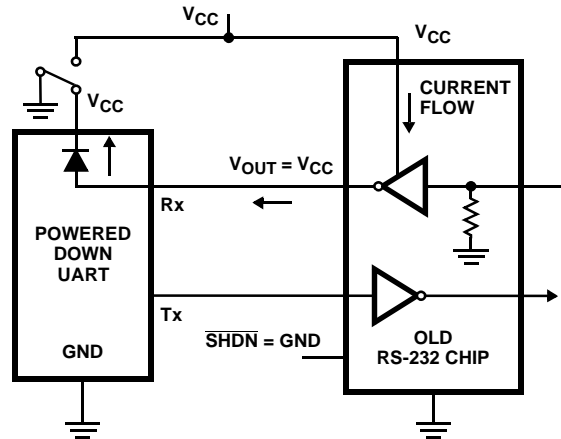 VCC
VCC
VCC
CURRENT
FLOW
VOUT = VCC
Rx
POWERED
DOWN
UART
Tx
SHDN = GND
GND
OLD
RS-232 CHIP